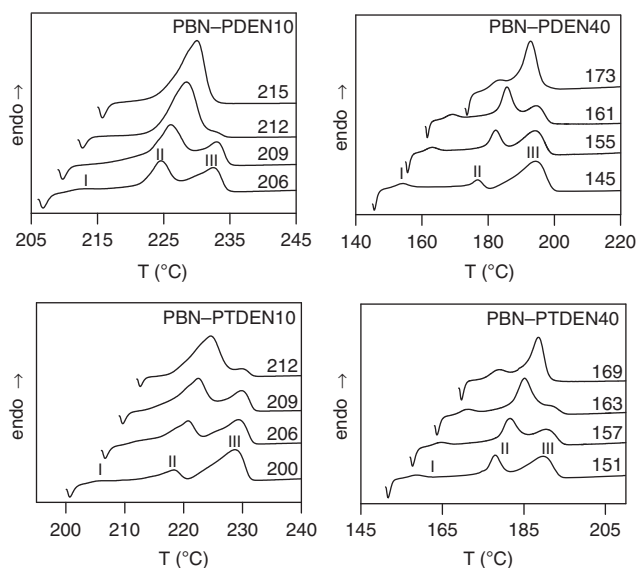 PBN–PDEN10
endo →
215
212
209
206
I
II
III
205 215 225 235 245
T (°C)
PBN–PDEN40
endo →
173
161
155
145
I
II
III
140 160 180 200 220
T (°C)
PBN–PTDEN10
endo →
212
209
206
200
I
II
III
200 210 220 230 240
T (°C)
PBN–PTDEN40
endo →
169
163
157
151
I
II
III
145 165 185 205
T (°C)